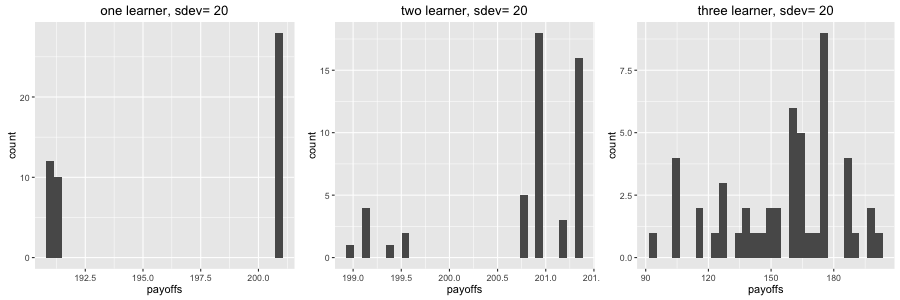 one learner, sdev= 20
count
20
10
0
192.5 195.0 197.5 200.0
payoffs
two learner, sdev= 20
count
15
10
5
0
199.0 199.5 200.0 200.5 201.0 201.
payoffs
three learner, sdev= 20
count
7.5
5.0
2.5
0.0
90 120 150 180
payoffs